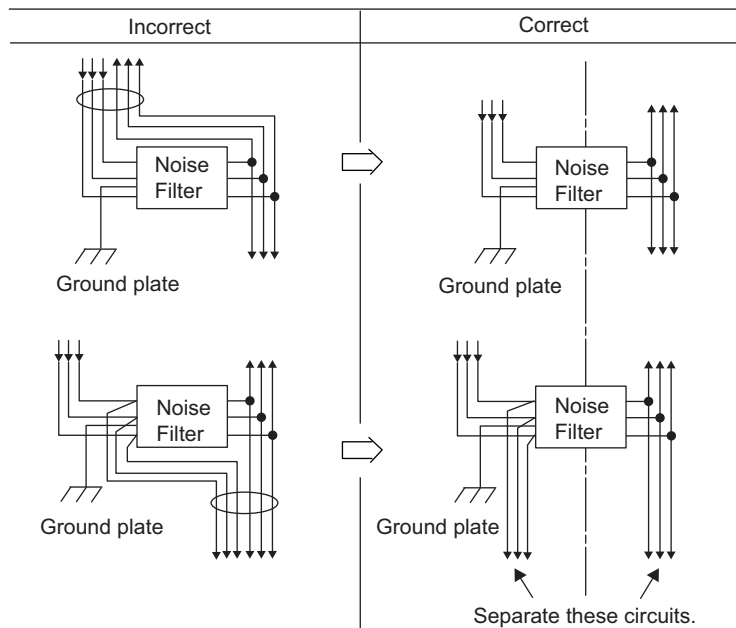 Incorrect
Correct
Noise
Filter
Ground plate
Noise
Filter
Ground plate
Noise
Filter
Ground plate
Noise
Filter
Ground plate
Separate these circuits.